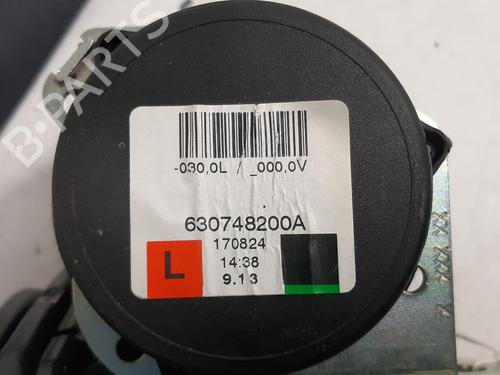 -030,0L / _000,0V
630748200A
170824
14:38
9.13
L
B-PARTS